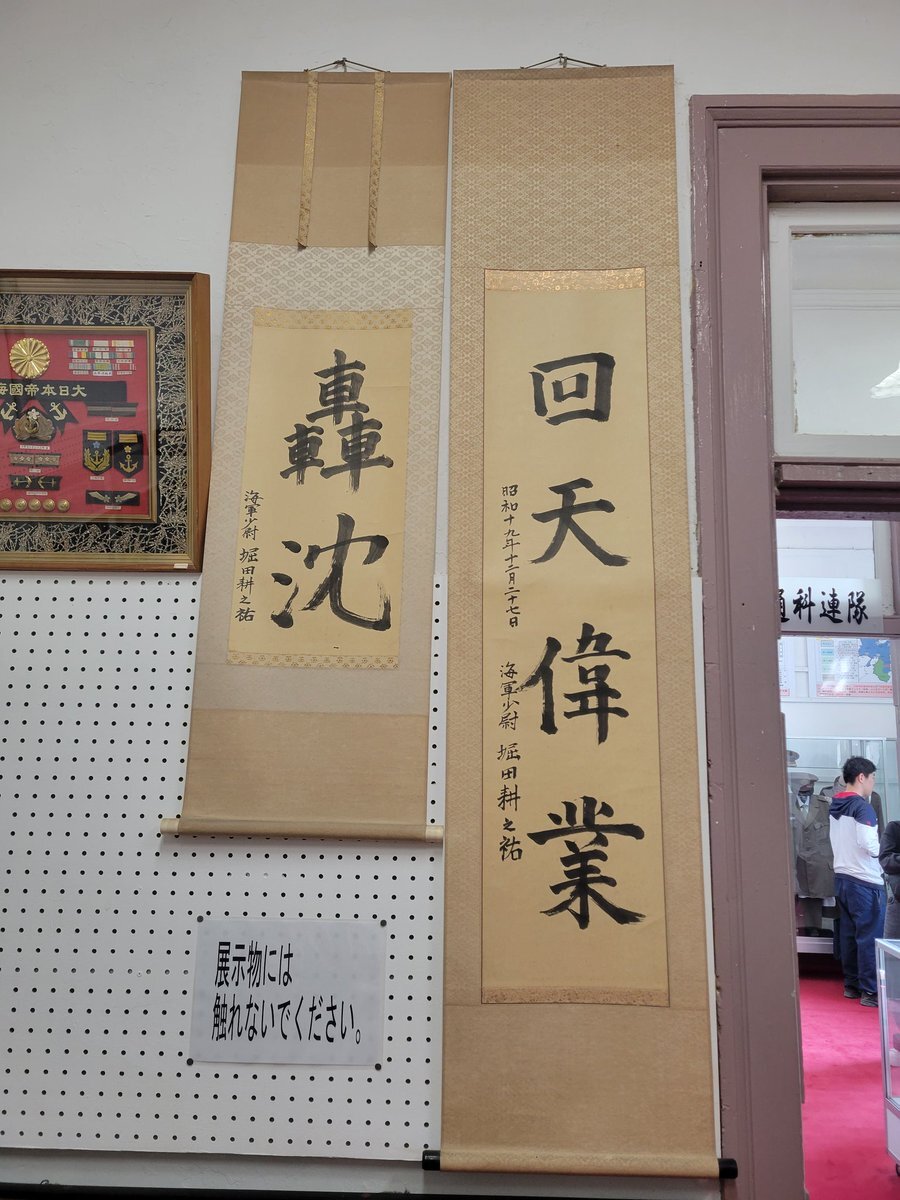 回天偉業
昭和十九年十二月二十七日
海軍少尉 堀田耕之祐
轟沈
海軍少尉 堀田耕之祐
大日本帝國海
展示物には
触れないでください。
科連隊